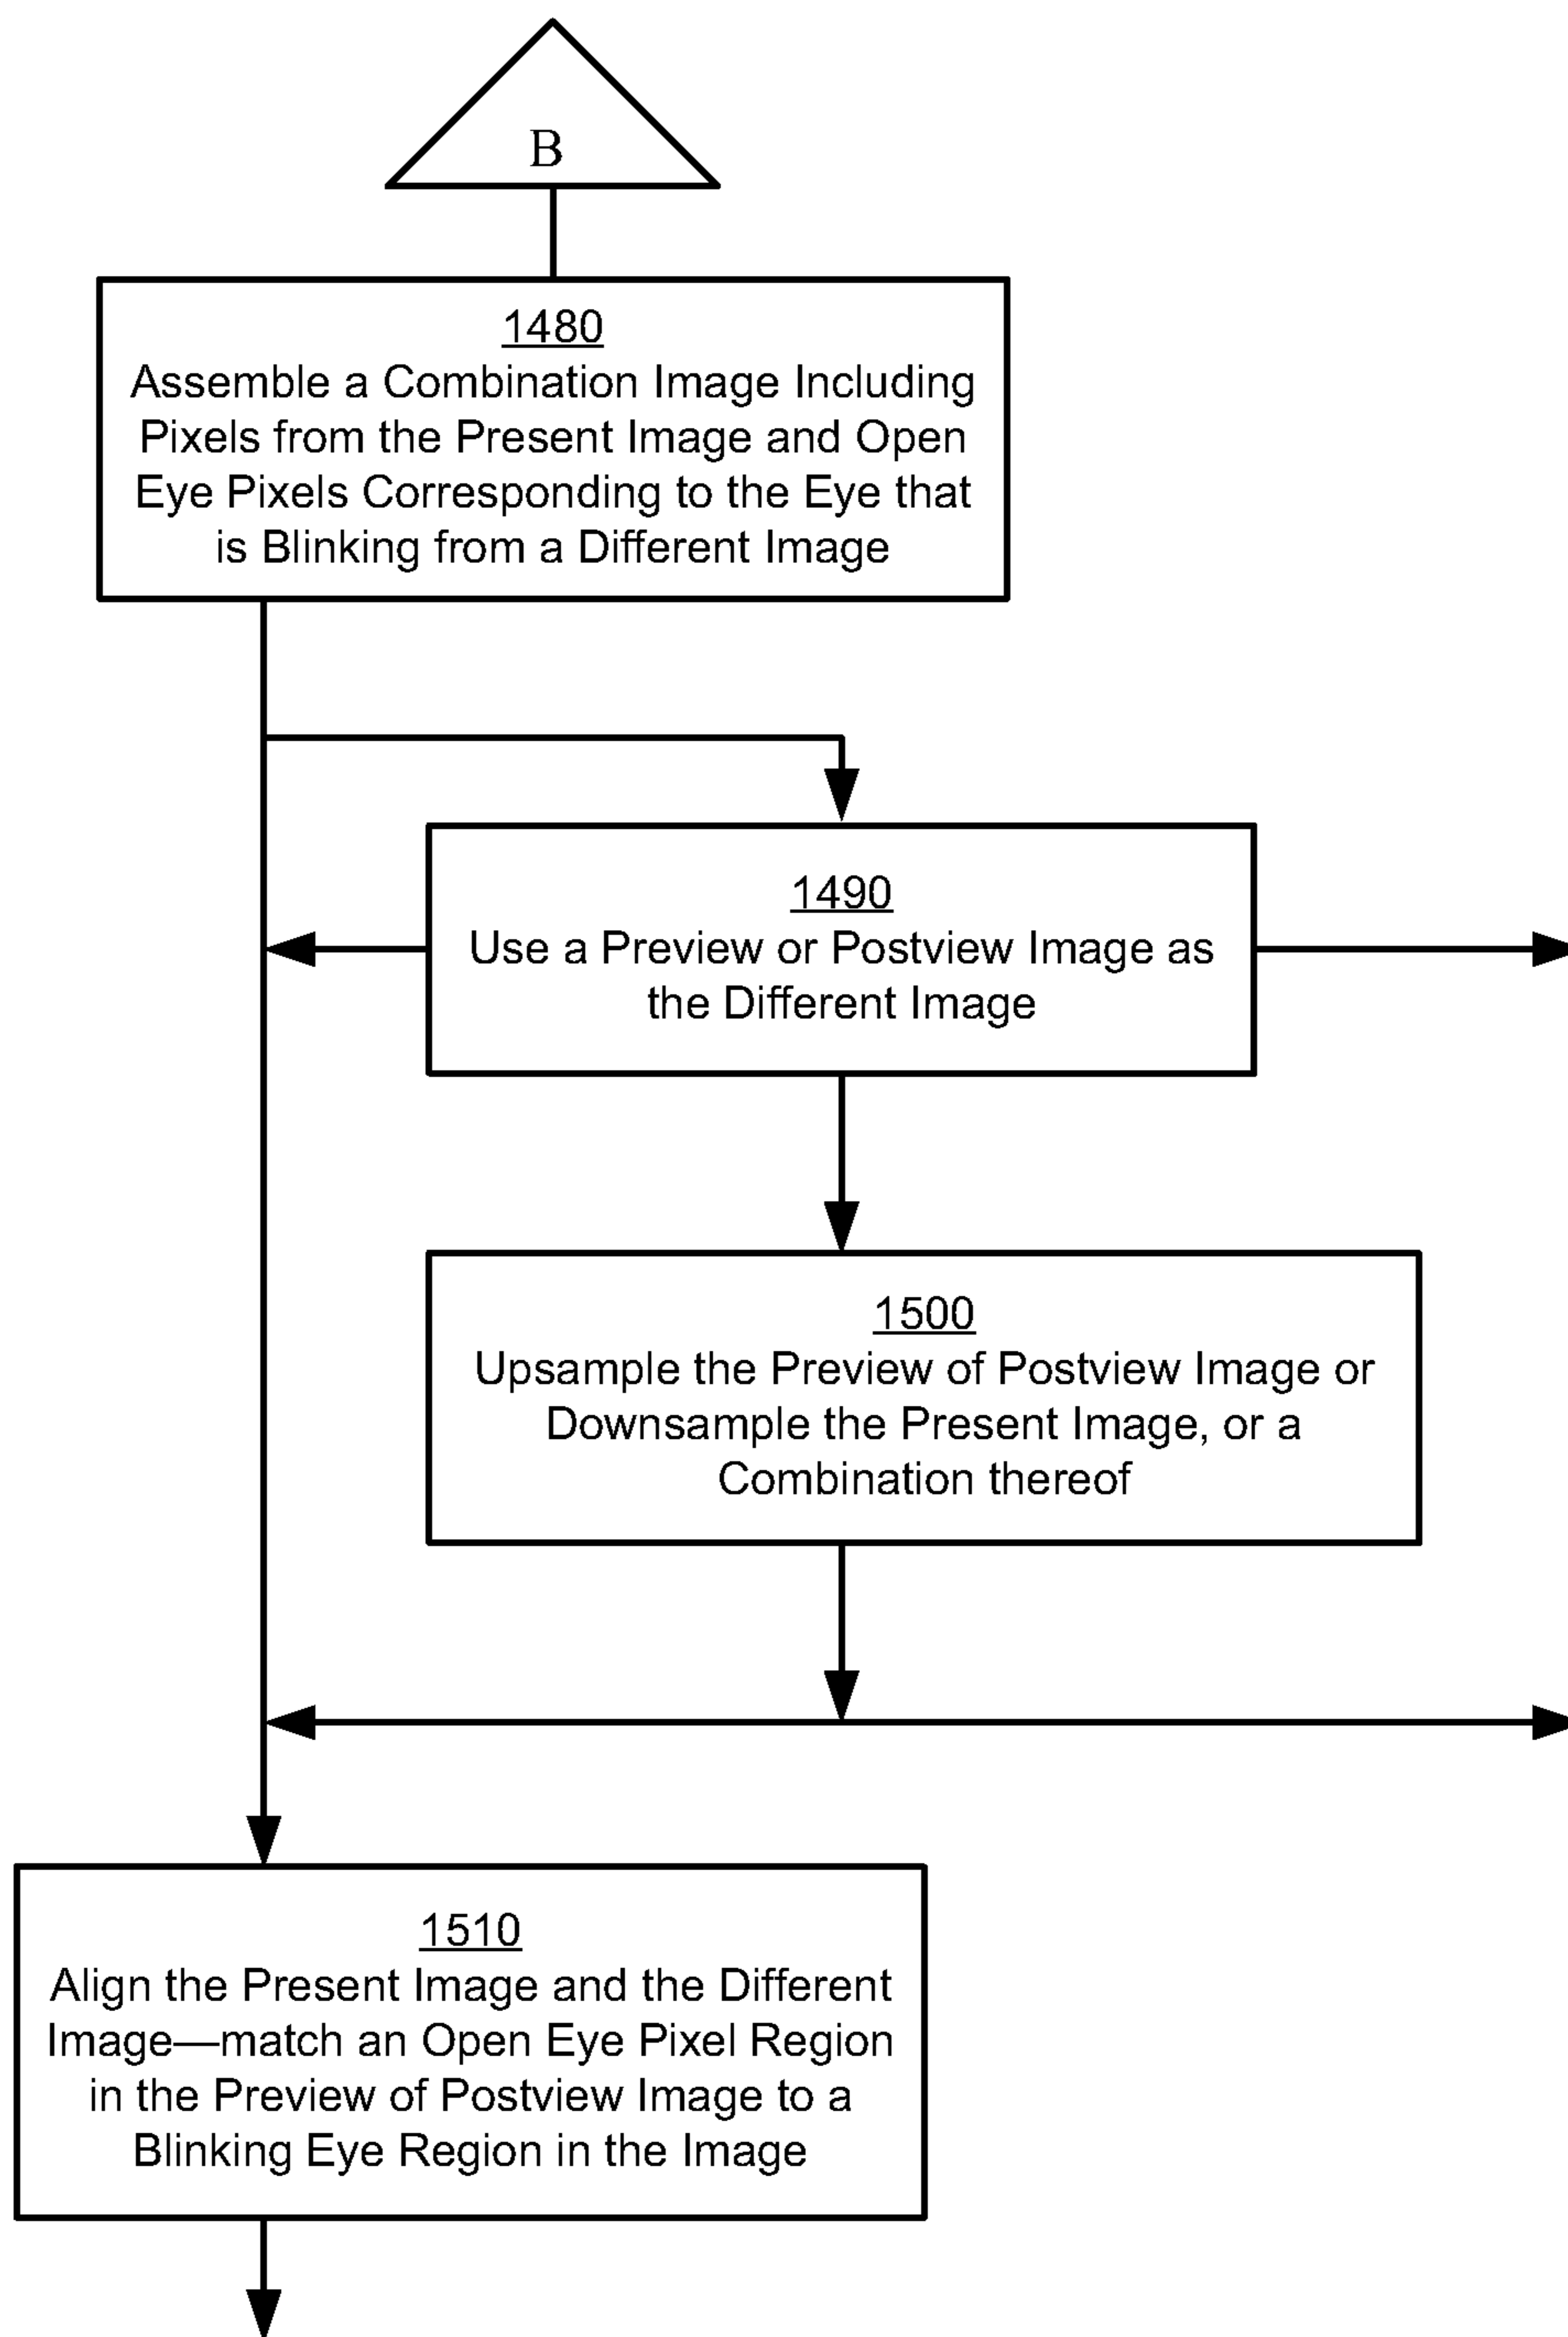 B
1480
Assemble a Combination Image Including
Pixels from the Present Image and Open
Eye Pixels Corresponding to the Eye that
is Blinking from a Different Image
1490
Use a Preview or Postview Image as
the Different Image
1500
Upsample the Preview of Postview Image or
Downsample the Present Image, or a
Combination thereof
1510
Align the Present Image and the Different
Image—match an Open Eye Pixel Region
in the Preview of Postview Image to a
Blinking Eye Region in the Image